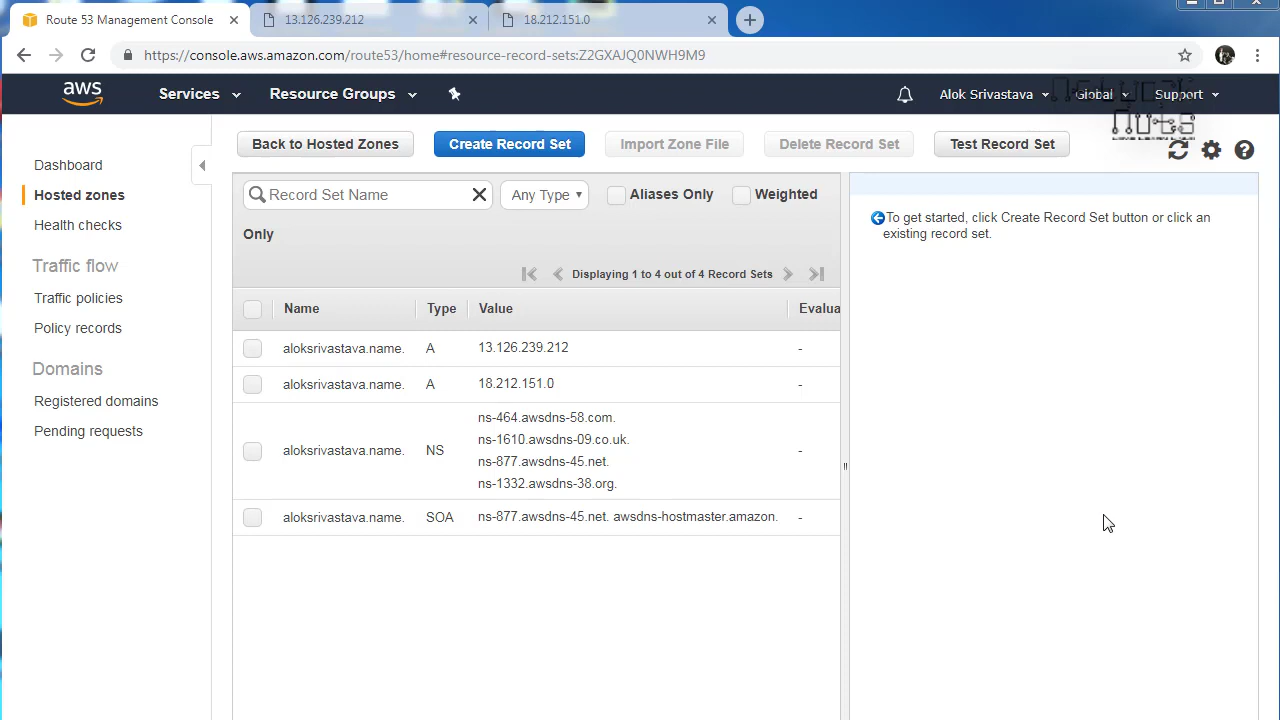 Route 53 Management Console
13.126.239.212
18.212.151.0
https://console.aws.amazon.com/route53/home#resource-record-sets:Z2GXAJQ0NWH9M9
aws
Services
Resource Groups
Alok Srivastava
Global
Support
Network
Nuts
Back to Hosted Zones
Create Record Set
Import Zone File
Delete Record Set
Test Record Set
Dashboard
Hosted zones
Health checks
Traffic flow
Traffic policies
Policy records
Domains
Registered domains
Pending requests
Record Set Name
Any Type
Aliases Only
Weighted
Only
Displaying 1 to 4 out of 4 Record Sets
Name Type Value Evalua
aloksrivastava.name. A 13.126.239.212 -
aloksrivastava.name. A 18.212.151.0 -
aloksrivastava.name. NS ns-464.awsdns-58.com.
ns-1610.awsdns-09.co.uk.
ns-877.awsdns-45.net.
ns-1332.awsdns-38.org. -
aloksrivastava.name. SOA ns-877.awsdns-45.net. awsdns-hostmaster.amazon. -
To get started, click Create Record Set button or click an
existing record set.